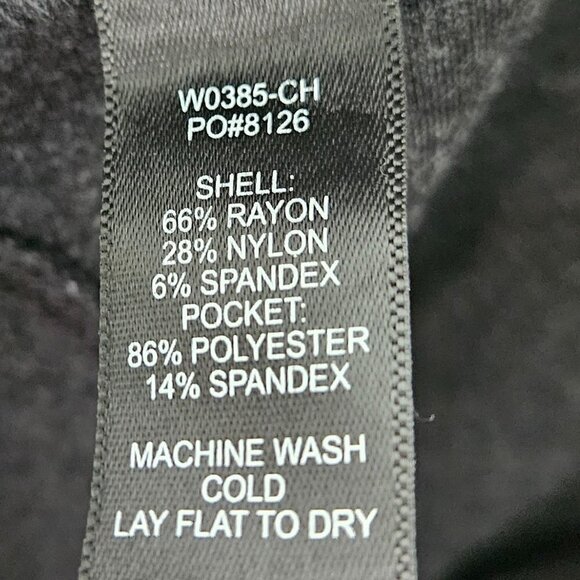 W0385-CH
PO#8126
SHELL:
66% RAYON
28% NYLON
6% SPANDEX
POCKET:
86% POLYESTER
14% SPANDEX
MACHINE WASH
COLD
LAY FLAT TO DRY